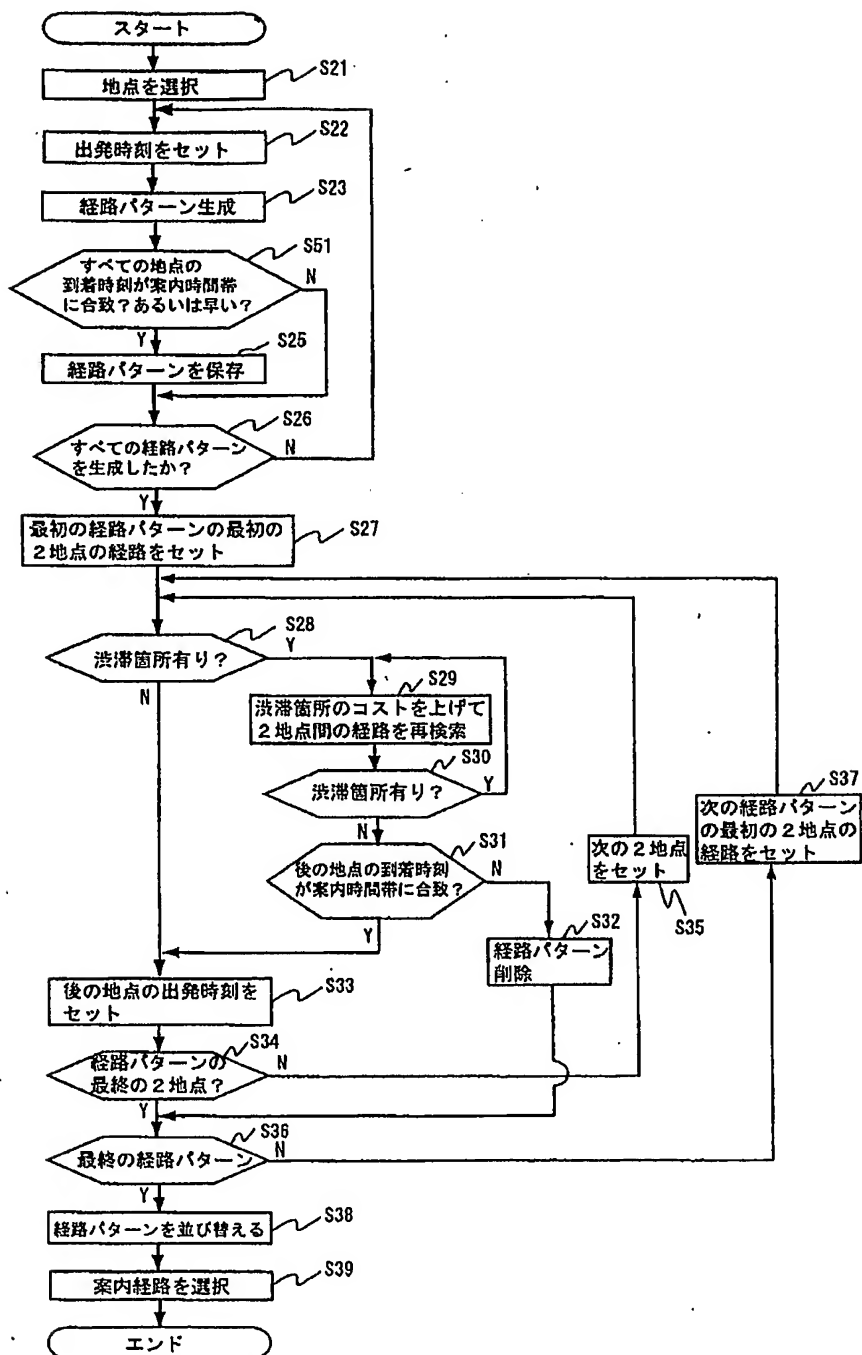 スタート
地点を選択
S21
出発時刻をセット
S22
経路パターン生成
S23
すべての地点の
到着時刻が案内時間帯
に合致?あるいは早い?
S51
N
Y
経路パターンを保存
S25
すべての経路パターン
を生成したか?
S26
N
Y
最初の経路パターンの最初の
2地点の経路をセット
S27
渋滞箇所有り?
S28
Y
N
渋滞箇所のコストを上げて
2地点間の経路を再検索
S29
渋滞箇所有り?
S30
Y
N
後の地点の到着時刻
が案内時間帯に合致?
S31
N
Y
経路パターン
削除
S32
後の地点の出発時刻を
セット
S33
経路パターンの
最終の2地点?
S34
N
Y
次の2地点
をセット
S35
最終の経路パターン
S36
N
Y
次の経路パターン
の最初の2地点の
経路をセット
S37
経路パターンを並び替える
S38
案内経路を選択
S39
エンド